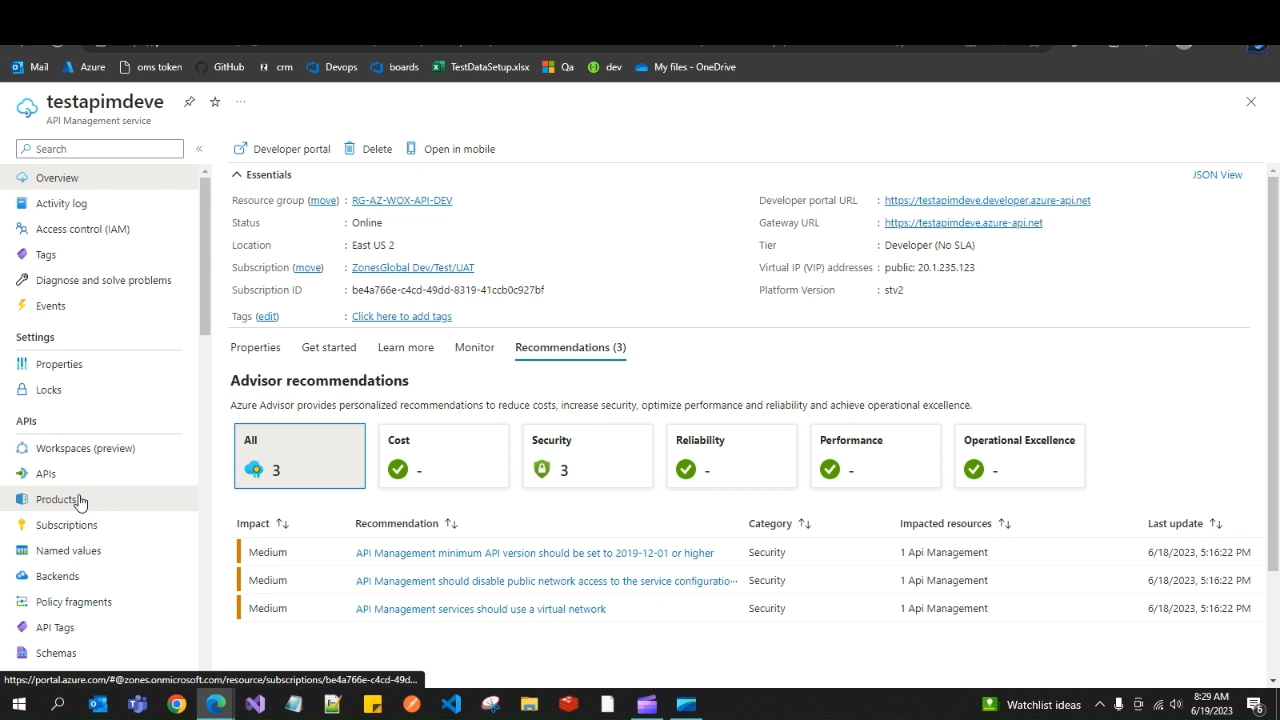 Mail Azure oms token GitHub crm Devops boards TestDataSetup.xlsx Qa dev My files - OneDrive
testapimdeve
...
API Management service
Search
«
Developer portal Delete Open in mobile
Overview
Activity log
Access control (IAM)
Tags
Diagnose and solve problems
Events
Settings
Properties
Locks
APIs
Workspaces (preview)
APIs
Products
Subscriptions
Named values
Backends
Policy fragments
API Tags
Schemas
Essentials JSON View
Resource group (move) : RG-AZ-WOX-API-DEV
Status : Online
Location : East US 2
Subscription (move) : ZonesGlobal Dev/Test/UAT
Subscription ID : be4a766e-c4cd-49dd-8319-41ccb0c927bf
Tags (edit) : Click here to add tags
Developer portal URL : https://testapimdeve.developer.azure-api.net
Gateway URL : https://testapimdeve.azure-api.net
Tier : Developer (No SLA)
Virtual IP (VIP) addresses : public: 20.1.235.123
Platform Version : stv2
Properties Get started Learn more Monitor Recommendations (3)
Advisor recommendations
Azure Advisor provides personalized recommendations to reduce costs, increase security, optimize performance and reliability and achieve operational excellence.
All Cost Security Reliability Performance Operational Excellence
3 - 3 - - -
Impact ↑↓ Recommendation ↑↓ Category ↑↓ Impacted resources ↑↓ Last update ↑↓
Medium API Management minimum API version should be set to 2019-12-01 or higher Security 1 Api Management 6/18/2023, 5:16:22 PM
Medium API Management should disable public network access to the service configuratio··· Security 1 Api Management 6/18/2023, 5:16:22 PM
Medium API Management services should use a virtual network Security 1 Api Management 6/18/2023, 5:16:22 PM
https://portal.azure.com/#@zones.onmicrosoft.com/resource/subscriptions/be4a766e-c4cd-49d...
Watchlist ideas
8:29 AM
6/19/2023
6